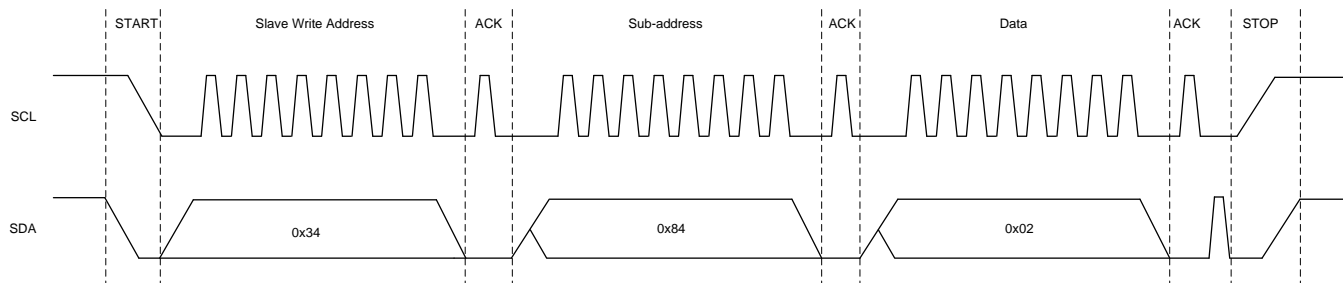 START Slave Write Address ACK Sub-address ACK Data ACK STOP
SCL
SDA 0x34 0x84 0x02